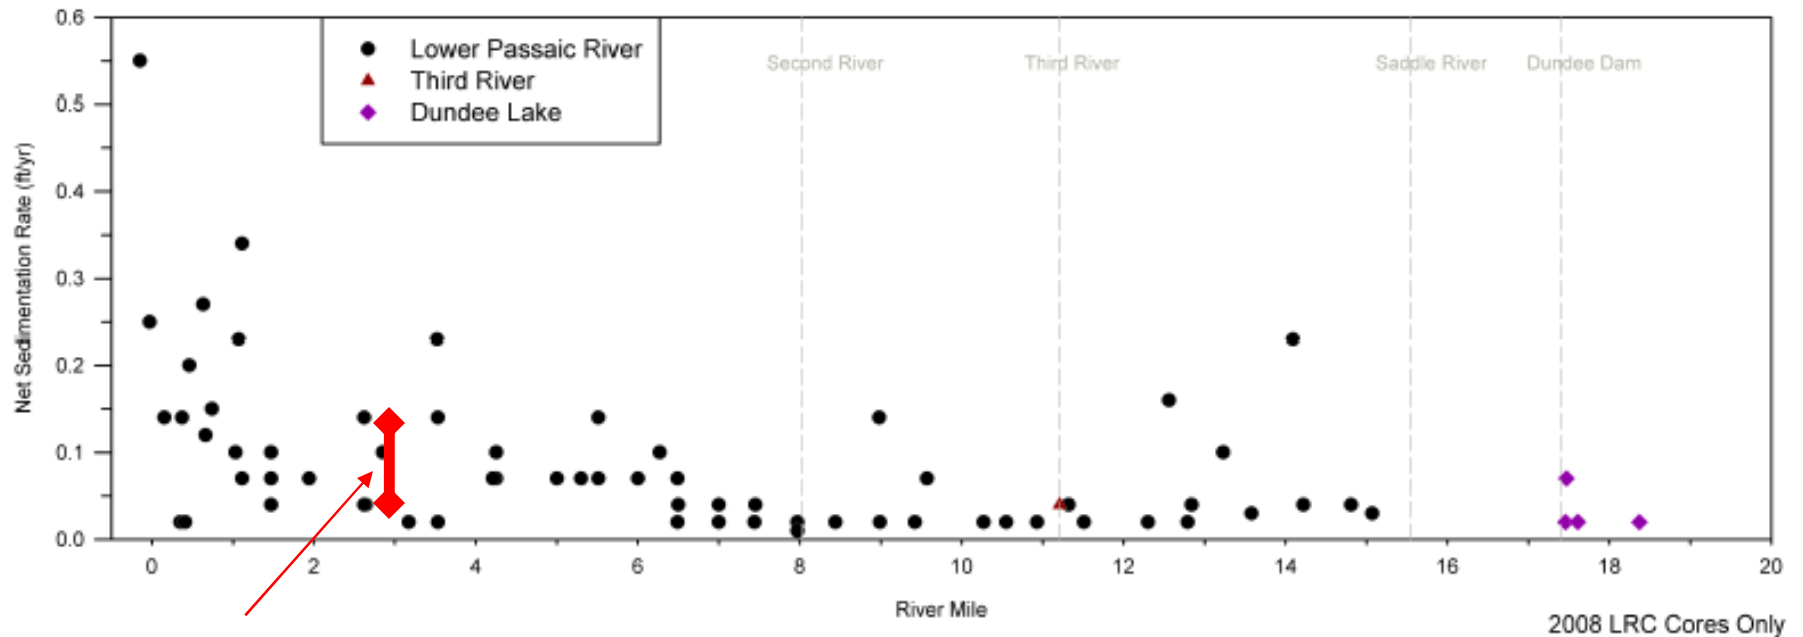 Lower Passaic River
Third River
Dundee Lake
Second River
Third River
Saddle River
Dundee Dam
Net Sedimentation Rate (ft/yr)
0.6
0.5
0.4
0.3
0.2
0.1
0.0
0 2 4 6 8 10 12 14 16 18 20
River Mile
2008 LRC Cores Only